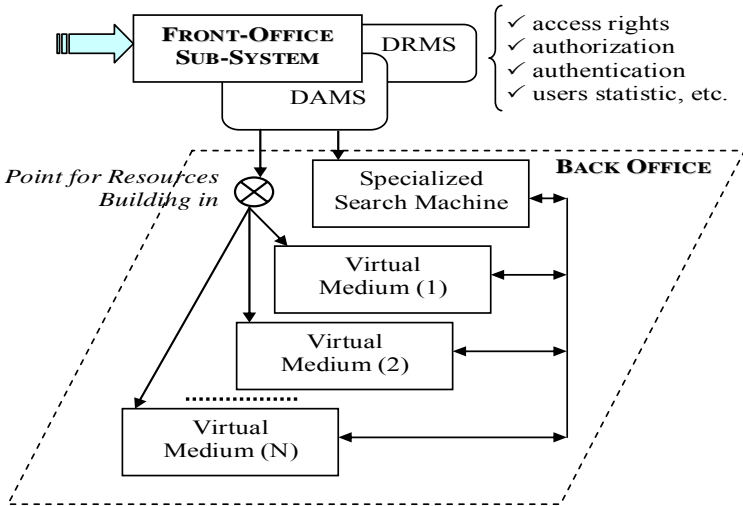 FRONT-OFFICE
SUB-SYSTEM
DRMS
DAMS
✓ access rights
✓ authorization
✓ authentication
✓ users statistic, etc.
BACK OFFICE
Point for Resources
Building in
Specialized
Search Machine
Virtual
Medium (1)
Virtual
Medium (2)
Virtual
Medium (N)